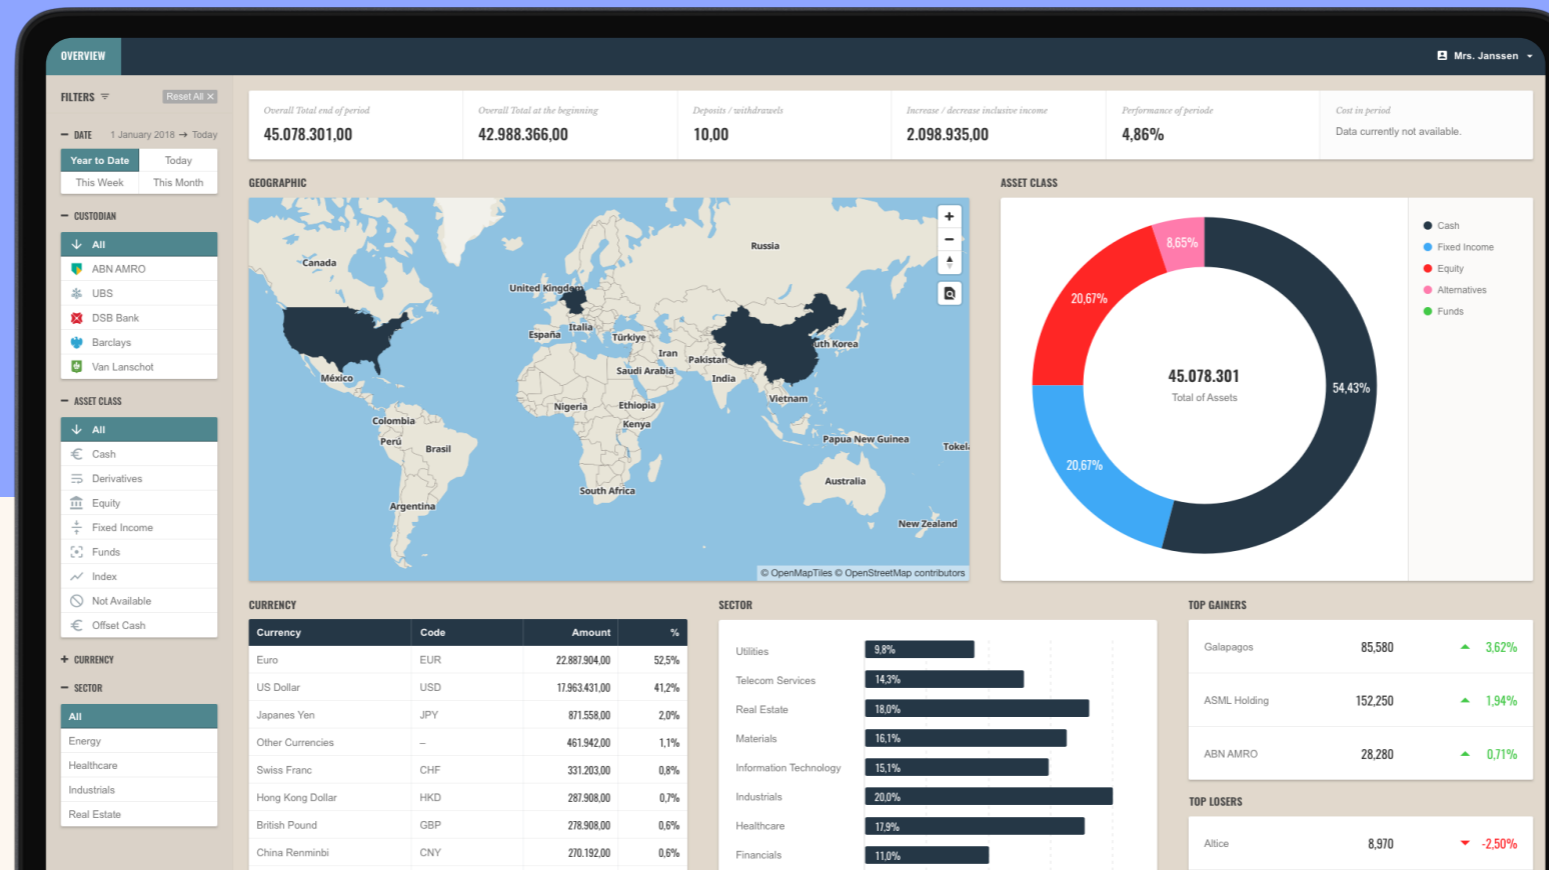 OVERVIEW
Mrs. Janssen
FILTERS
Reset All ×
DATE 1 January 2018 → Today
Year to Date Today
This Week This Month
CUSTODIAN
All
ABN AMRO
UBS
DSB Bank
Barclays
Van Lanschot
ASSET CLASS
All
Cash
Derivatives
Equity
Fixed Income
Funds
Index
Not Available
Offset Cash
CURRENCY
SECTOR
All
Energy
Healthcare
Industrials
Real Estate
Overall Total end of period
45.078.301,00
Overall Total at the beginning
42.988.366,00
Deposits / withdrawels
10,00
Increase / decrease inclusive income
2.098.935,00
Performance of periode
4,86%
Cost in period
Data currently not available.
GEOGRAPHIC
Canada
Russia
United Kingdom
España
Italia
Türkiye
Iran
Pakistan
uth Korea
Saudi Arabia
India
México
Vietnam
Nigeria
Ethiopia
Kenya
Colombia
Perú
Brasil
Papua New Guinea
Tokel
South Africa
Australia
Argentina
New Zealand
© OpenMapTiles © OpenStreetMap contributors
ASSET CLASS
8,65%
20,67%
54,43%
20,67%
45.078.301
Total of Assets
Cash
Fixed Income
Equity
Alternatives
Funds
CURRENCY
Currency Code Amount %
Euro EUR 22.887.904,00 52,5%
US Dollar USD 17.963.431,00 41,2%
Japanes Yen JPY 871.558,00 2,0%
Other Currencies – 461.942,00 1,1%
Swiss Franc CHF 331.203,00 0,8%
Hong Kong Dollar HKD 287.908,00 0,7%
British Pound GBP 278.908,00 0,6%
China Renminbi CNY 270.192,00 0,6%
SECTOR
Utilities 9,8%
Telecom Services 14,3%
Real Estate 18,0%
Materials 16,1%
Information Technology 15,1%
Industrials 20,0%
Healthcare 17,9%
Financials 11,0%
TOP GAINERS
Galapagos 85,580 3,62%
ASML Holding 152,250 1,94%
ABN AMRO 28,280 0,71%
TOP LOSERS
Altice 8,970 -2,50%